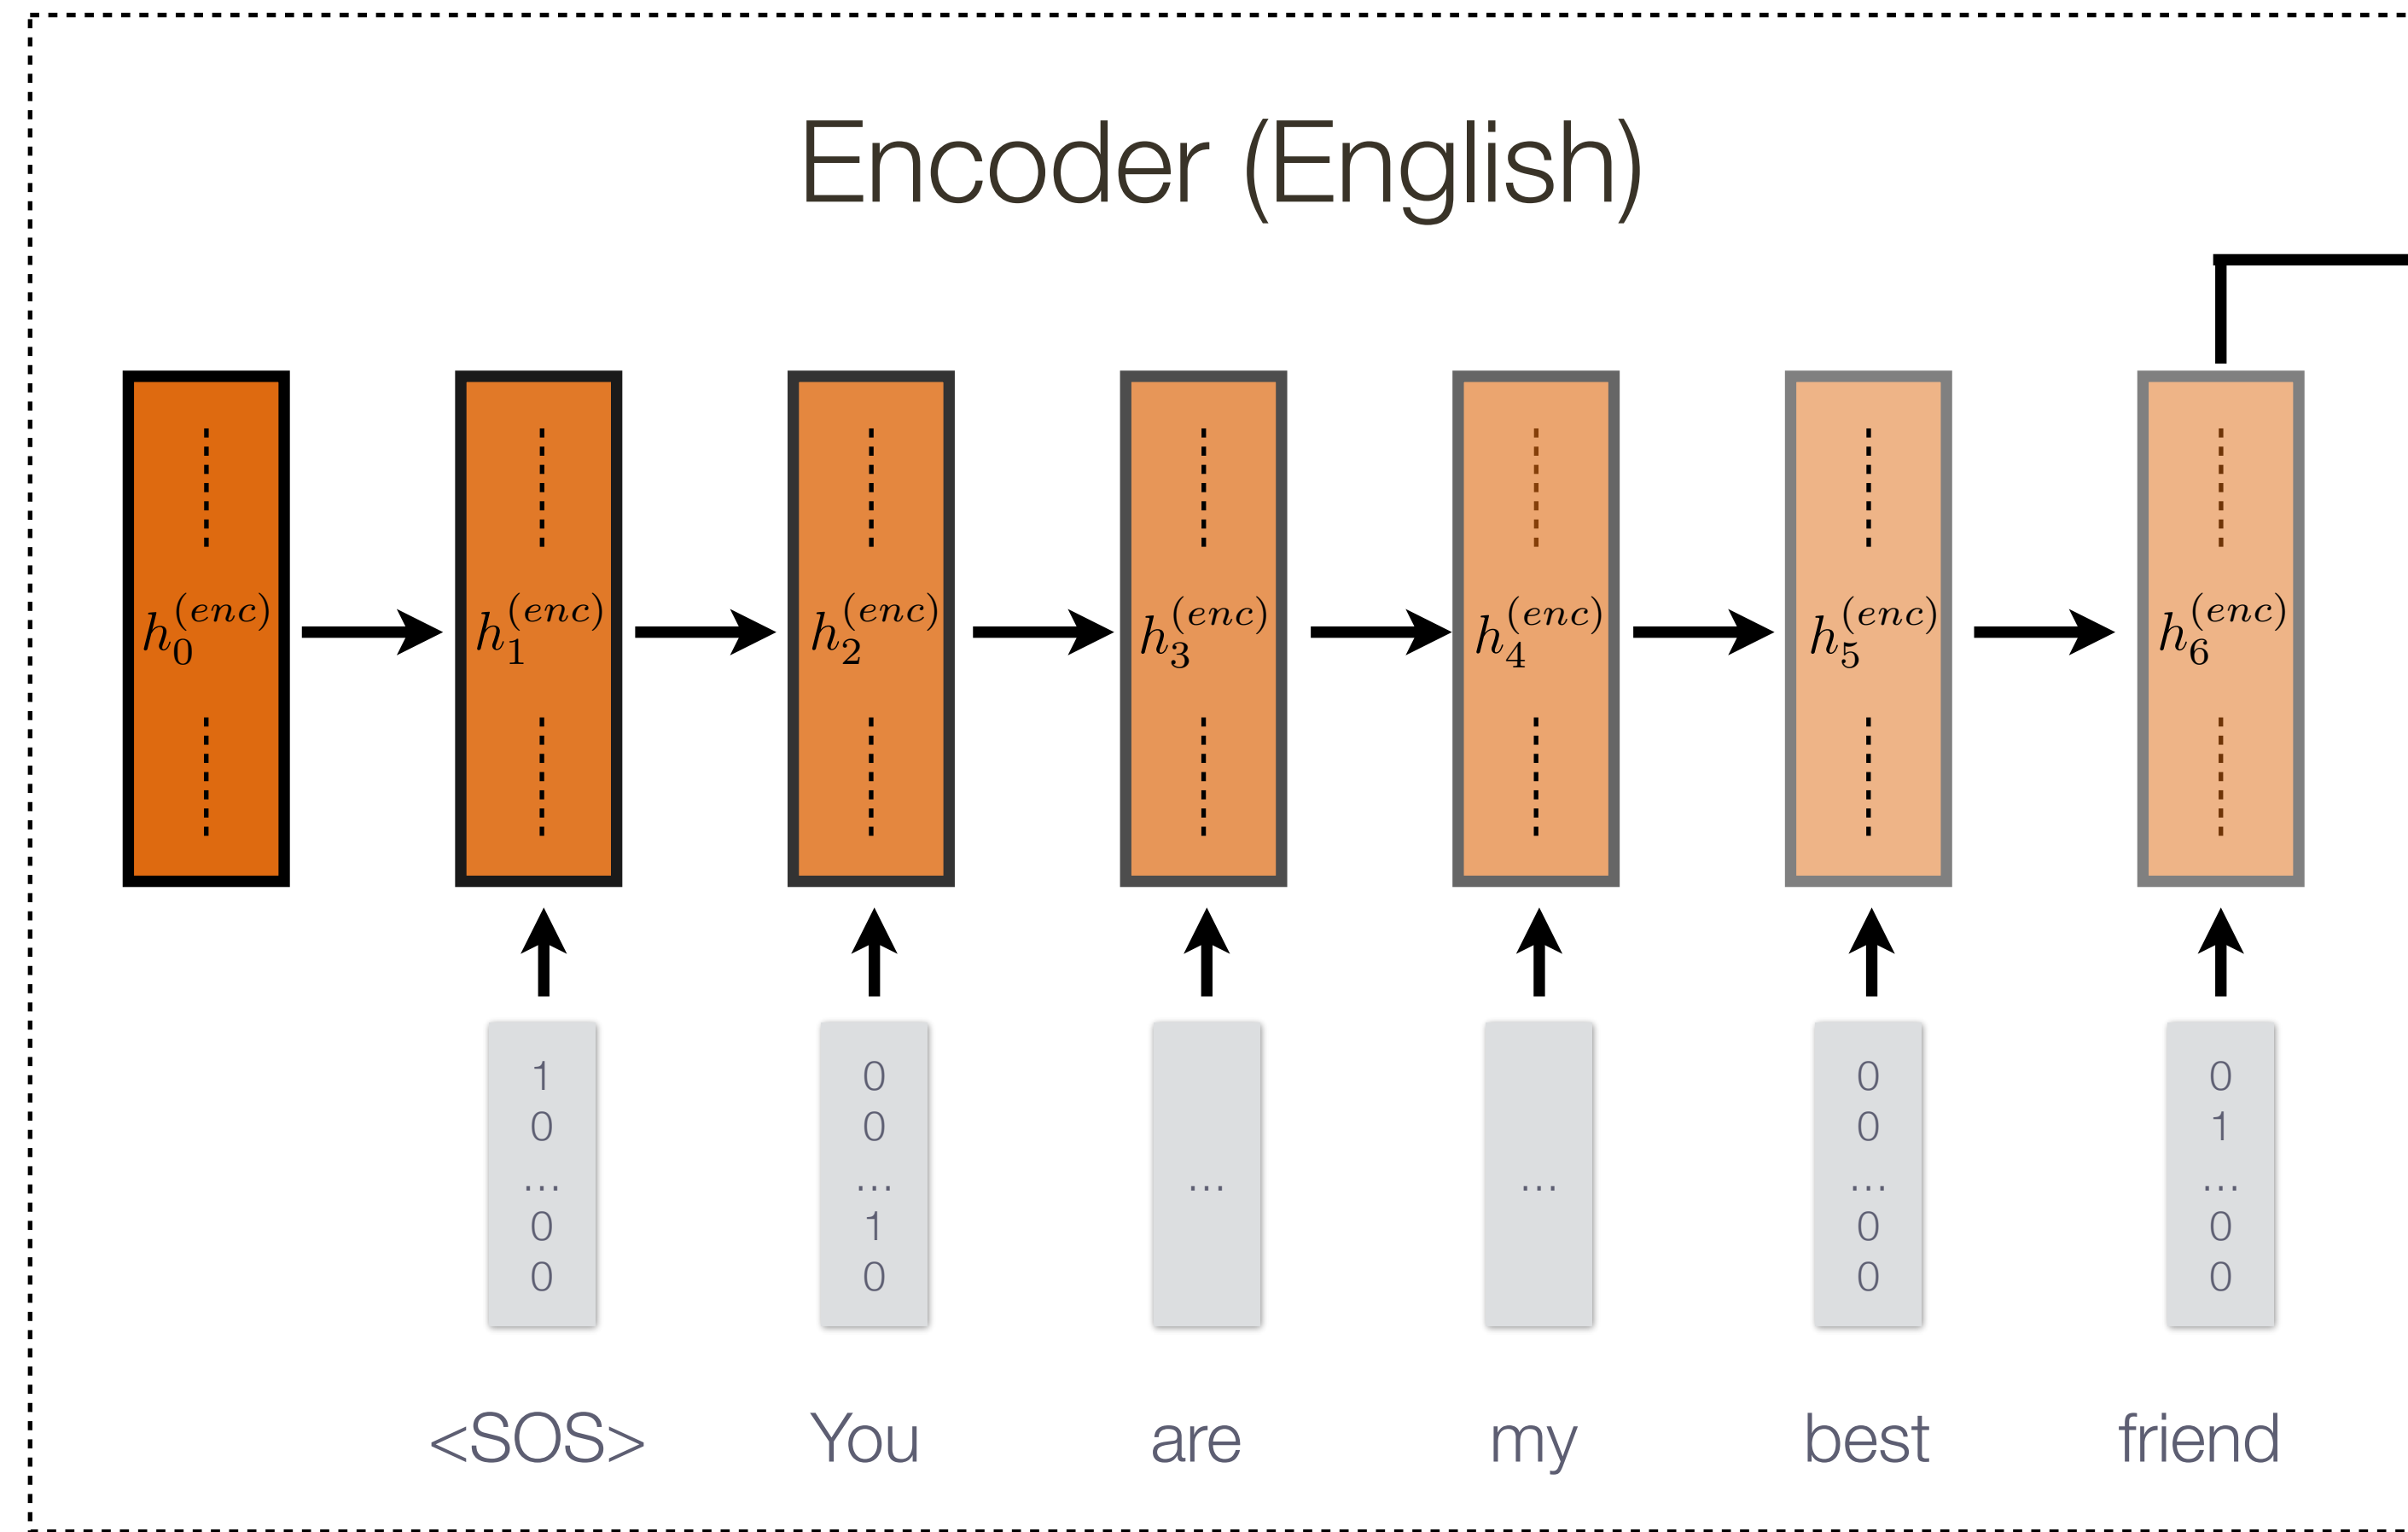 Encoder (English)
h_0^{(enc)} h_1^{(enc)} h_2^{(enc)} h_3^{(enc)} h_4^{(enc)} h_5^{(enc)} h_6^{(enc)}
1 0 0 0
0 0 0 1
... ... ... ... ... ...
0 1 0 0
0 0 0 0
<SOS> You are my best friend